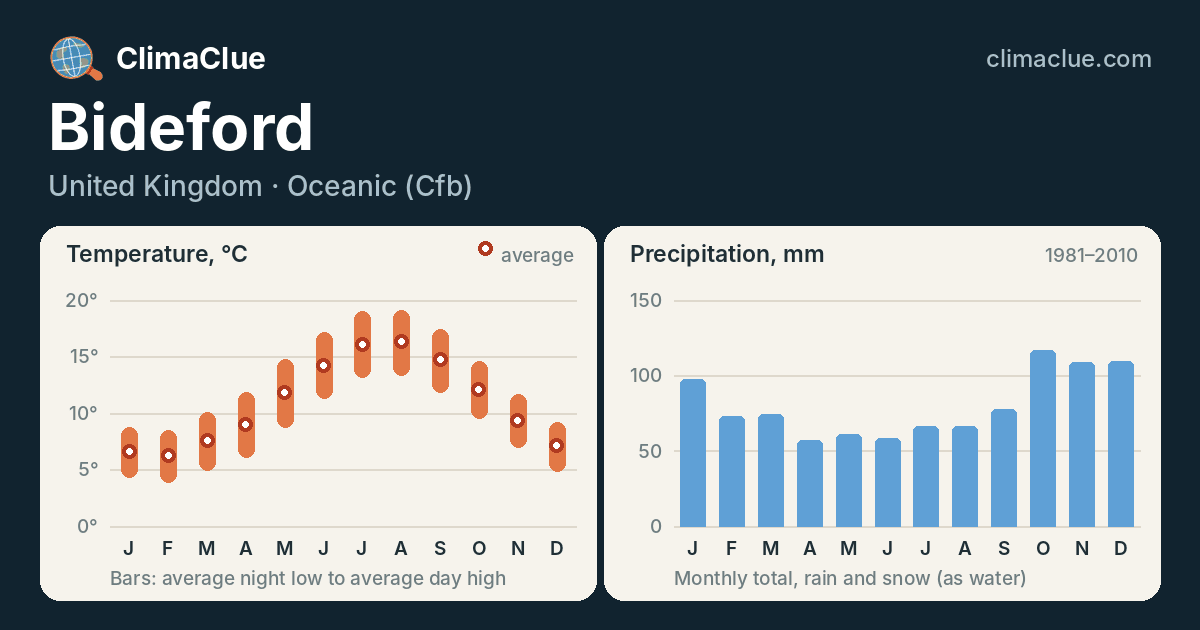 ClimaClue
climaclue.com
Bideford
United Kingdom · Oceanic (Cfb)
Temperature, °C
average
20°
15°
10°
5°
0°
J F M A M J J A S O N D
Bars: average night low to average day high
Precipitation, mm
1981–2010
150
100
50
0
J F M A M J J A S O N D
Monthly total, rain and snow (as water)